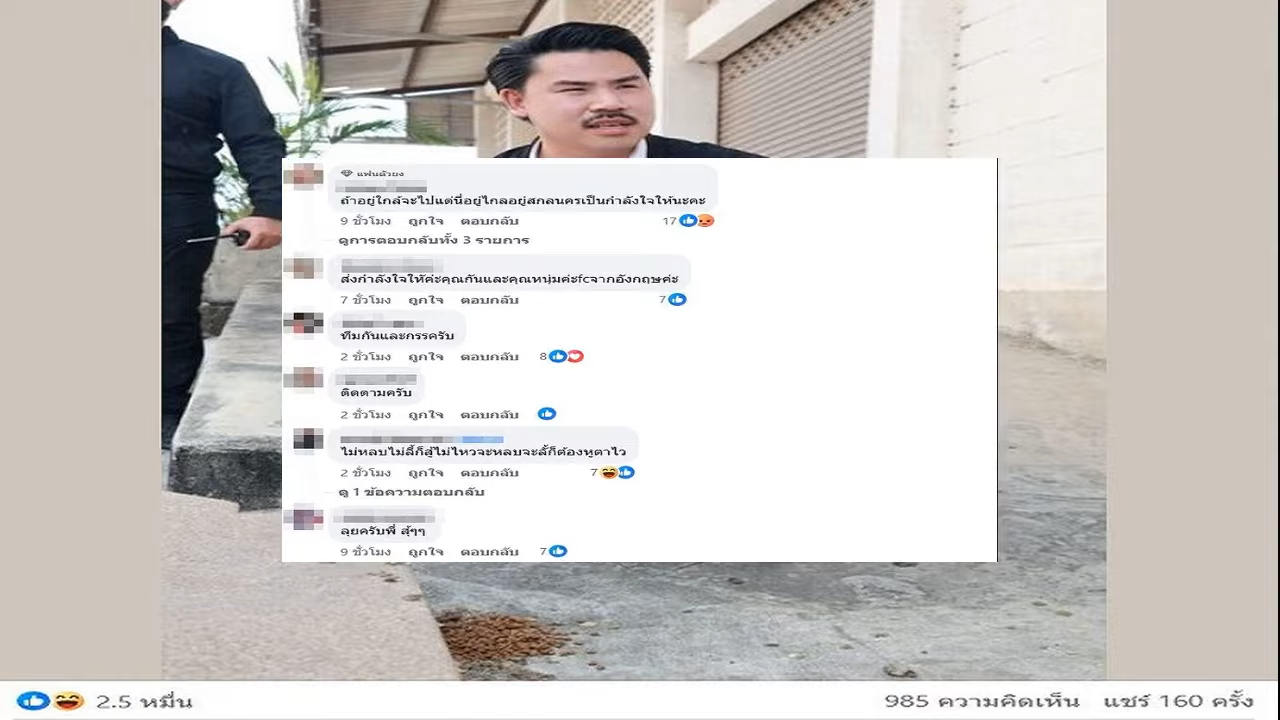 แฟนตัวยง
ถ้าอยู่ใกล้จะไปแต่นี่อยู่ไกลอยู่สกลนครเป็นกำลังใจให้นะคะ
9 ชั่วโมง ถูกใจ ตอบกลับ 17
ดูการตอบกลับทั้ง 3 รายการ
ส่งกำลังใจให้ค่ะคุณกันและคุณหนุ่มค่ะfcจากอังกฤษค่ะ
7 ชั่วโมง ถูกใจ ตอบกลับ 7
ทีมกันและกรรครับ
2 ชั่วโมง ถูกใจ ตอบกลับ 8
ติดตามครับ
2 ชั่วโมง ถูกใจ ตอบกลับ
ไม่หลบไม่ลี้ก็สู้ไม่ไหวจะหลบจะลี้ก็ต้องหูตาไว
2 ชั่วโมง ถูกใจ ตอบกลับ 7
ดู 1 ข้อความตอบกลับ
ลุยครับพี่ สุ้ๆๆ
9 ชั่วโมง ถูกใจ ตอบกลับ 7
2.5 หมื่น 985 ความคิดเห็น แชร์ 160 ครั้ง